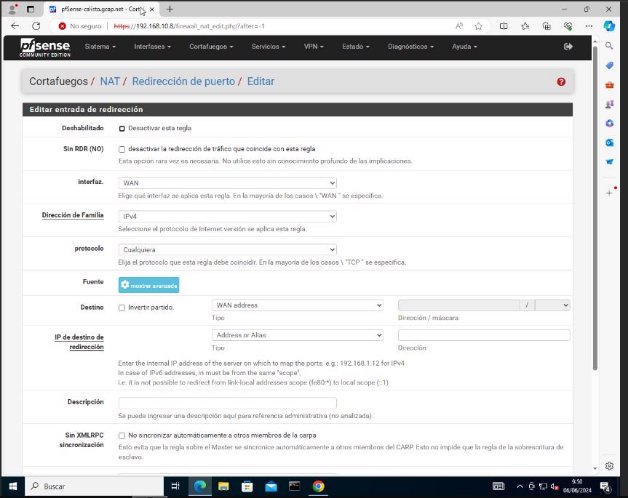 pfSense-calisto.gcap.net - Cortafu
No seguro
https://192.168.10.8/firewall_nat_edit.php?after=-1
pfsense
COMMUNITY EDITION
Sistema
Interfases
Cortafuegos
Servicios
VPN
Estado
Diagnósticos
Ayuda
Cortafuegos / NAT / Redirección de puerto / Editar
Editar entrada de redirección
Deshabilitado
Desactivar esta regla
Sin RDR (NO)
desactivar la redirección de tráfico que coincide con esta regla
Esta opción rara vez es necesaria. No utilices esto sin conocimiento profundo de las implicaciones.
interfaz.
WAN
Elige qué interfaz se aplica esta regla. En la mayoría de los casos \ "WAN " se especifica.
Dirección de Familia
IPv4
Seleccione el protocolo de Internet versión se aplica esta regla.
protocolo
Cualquiera
Elija el protocolo que esta regla debe coincidir. En la mayoría de los casos \ "TCP " se especifica,
Fuente
mostrar avanzada
Destino
Invertir partido.
WAN address
/
Tipo
Dirección / máscara
IP de destino de redirección
Address or Alias
Tipo
Dirección
Enter the internal IP address of the server on which to map the ports. e.g.: 192.168.1.12 for IPv4
In case of IPv6 addresses, in must be from the same "scope",
i.e. it is not possible to redirect from link-local addresses scope (fe80:*) to local scope (::1)
Descripción
Se puede ingresar una descripción aquí para referencia administrativa (no analizada).
Sin XMLRPC sincronización
No sincronizar automáticamente a otros miembros de la carpa
Esto evita que la regla sobre el Master se sincronice automáticamente a otros miembros del CARP. Esto no impide que la regla de la sobrescritura de
esclavo.
Buscar
9:50
06/06/2024